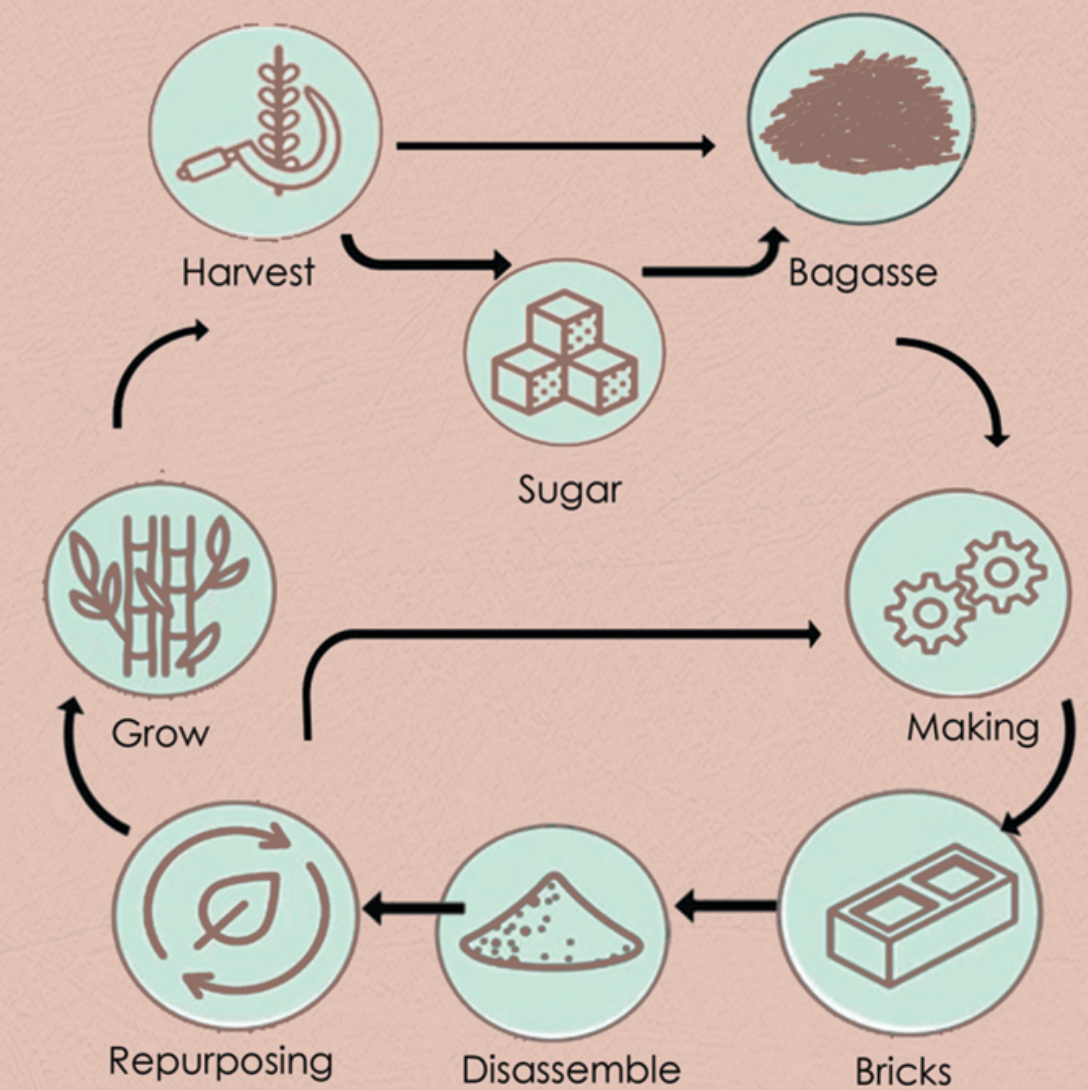 Harvest
Bagasse
Sugar
Grow
Making
Repurposing
Disassemble
Bricks